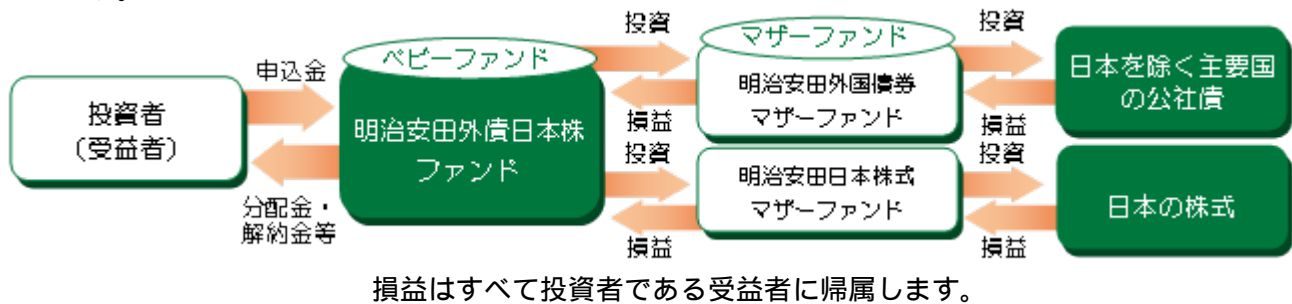 投資者
（受益者）
申込金
分配金・
解約金等
ベビーファンド
明治安田外債日本株
ファンド
投資
損益
投資
損益
マザーファンド
明治安田外国債券
マザーファンド
明治安田日本株式
マザーファンド
投資
損益
投資
損益
日本を除く主要国
の公社債
日本の株式
損益はすべて投資者である受益者に帰属します。